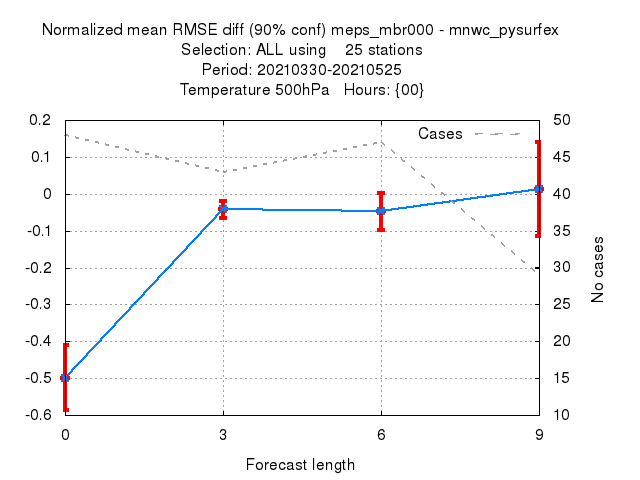 Normalized mean RMSE diff (90% conf) meps_mbr000 - mnwc_pysurfex
Selection: ALL using    25 stations
Period: 20210330-20210525
Temperature 500hPa   Hours: {00}
Cases
0.2
0.1
0
-0.1
-0.2
-0.3
-0.4
-0.5
-0.6
50
45
40
35
30
25
20
15
10
No cases
0 3 6 9
Forecast length